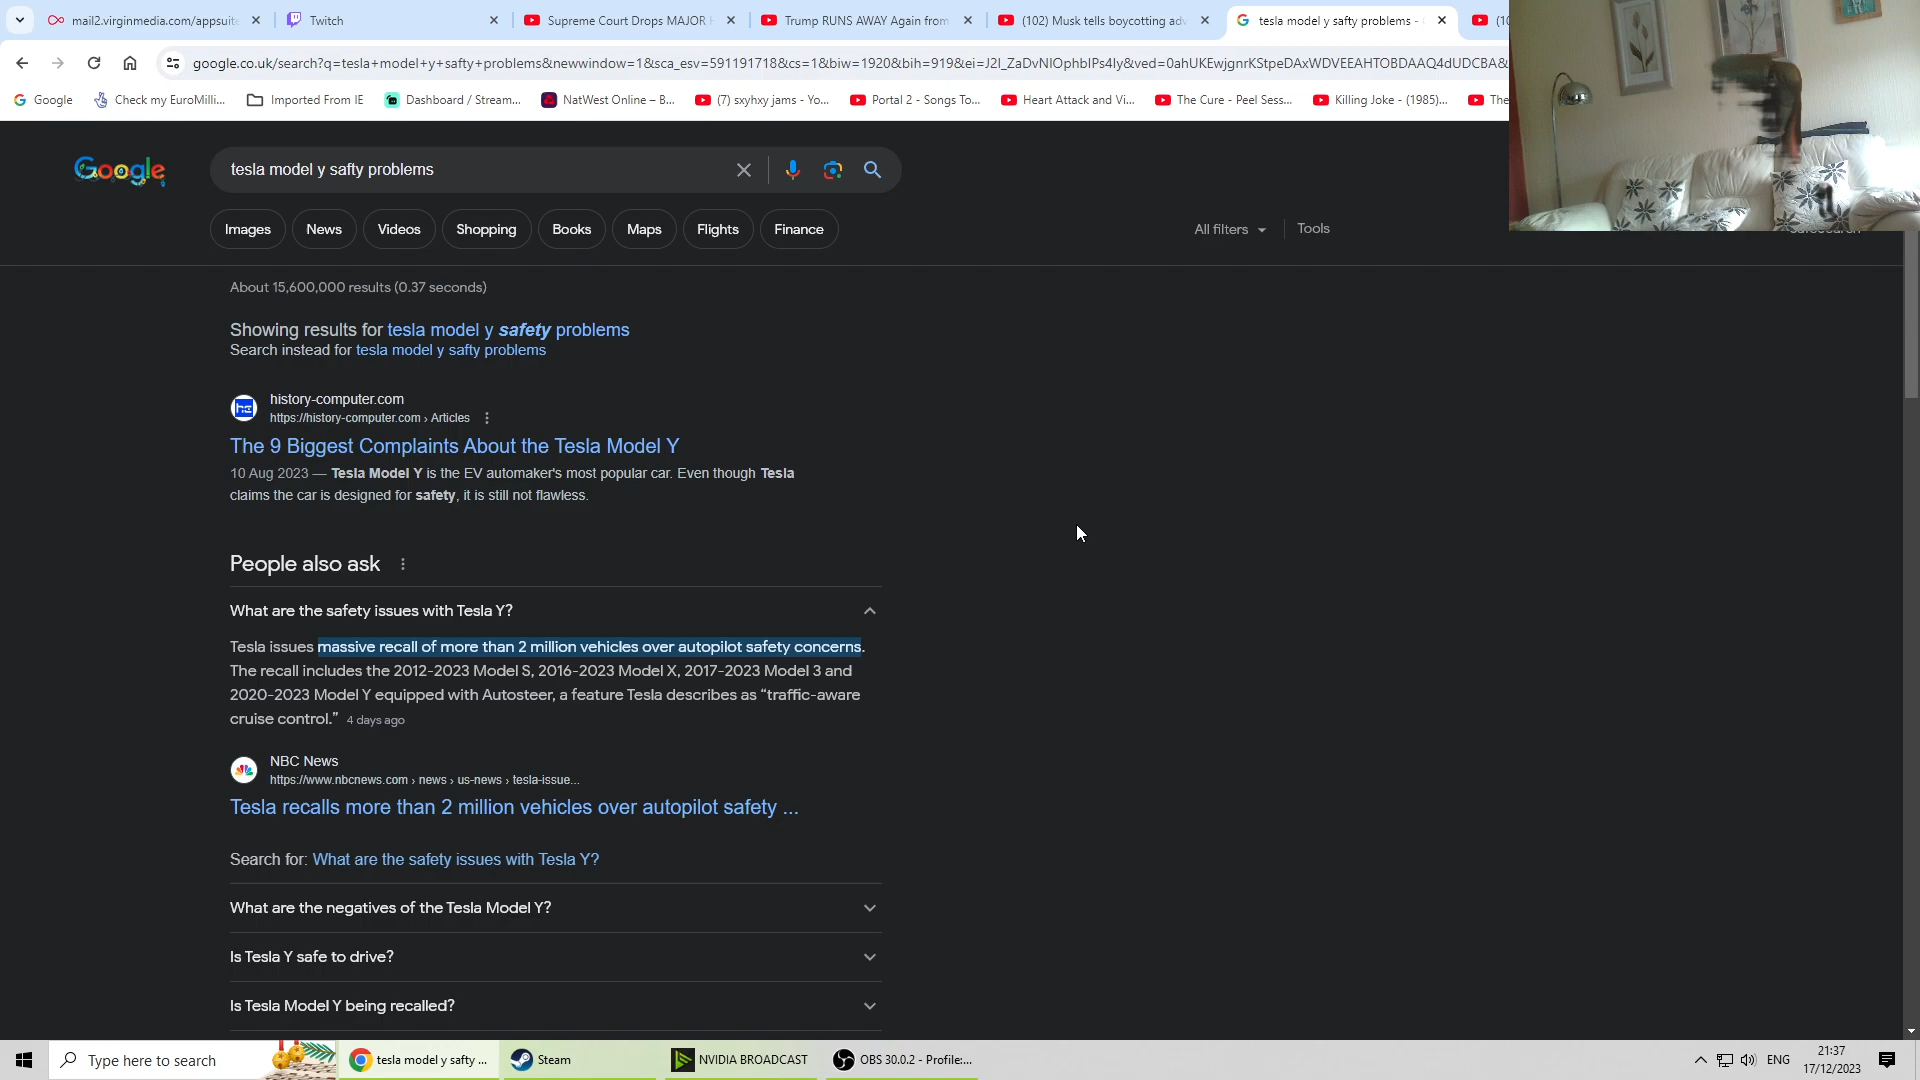 mail2.virginmedia.com/appsuite
Twitch
Supreme Court Drops MAJOR
Trump RUNS AWAY Again from
(102) Musk tells boycotting adv
tesla model y safty problems -
google.co.uk/search?q=tesla+model+y+safty+problems&newwindow=1&sca_esv=591191718&cs=1&biw=1920&bih=919&ei=J2I_ZaDvNIOphbIPs4Iy&ved=0ahUKEwjgnrKStpeDAxWDVEEAHTOBDAAQ4dUDCBA&
Google
Check my EuroMilli...
Imported From IE
Dashboard / Stream...
NatWest Online – B...
(7) sxyhxy jams - Yo...
Portal 2 - Songs To...
Heart Attack and Vi...
The Cure - Peel Sess...
Killing Joke - (1985)...
The
Google
tesla model y safty problems
Images
News
Videos
Shopping
Books
Maps
Flights
Finance
All filters
Tools
SafeSearch
About 15,600,000 results (0.37 seconds)
Showing results for tesla model y safety problems
Search instead for tesla model y safty problems
history-computer.com
https://history-computer.com › Articles
The 9 Biggest Complaints About the Tesla Model Y
10 Aug 2023 — Tesla Model Y is the EV automaker's most popular car. Even though Tesla
claims the car is designed for safety, it is still not flawless.
People also ask
What are the safety issues with Tesla Y?
Tesla issues massive recall of more than 2 million vehicles over autopilot safety concerns.
The recall includes the 2012-2023 Model S, 2016-2023 Model X, 2017-2023 Model 3 and
2020-2023 Model Y equipped with Autosteer, a feature Tesla describes as “traffic-aware
cruise control.” 4 days ago
NBC News
https://www.nbcnews.com › news › us-news › tesla-issue...
Tesla recalls more than 2 million vehicles over autopilot safety ...
Search for: What are the safety issues with Tesla Y?
What are the negatives of the Tesla Model Y?
Is Tesla Y safe to drive?
Is Tesla Model Y being recalled?
Type here to search
tesla model y safty ...
Steam
NVIDIA BROADCAST
OBS 30.0.2 - Profile:...
ENG
21:37
17/12/2023